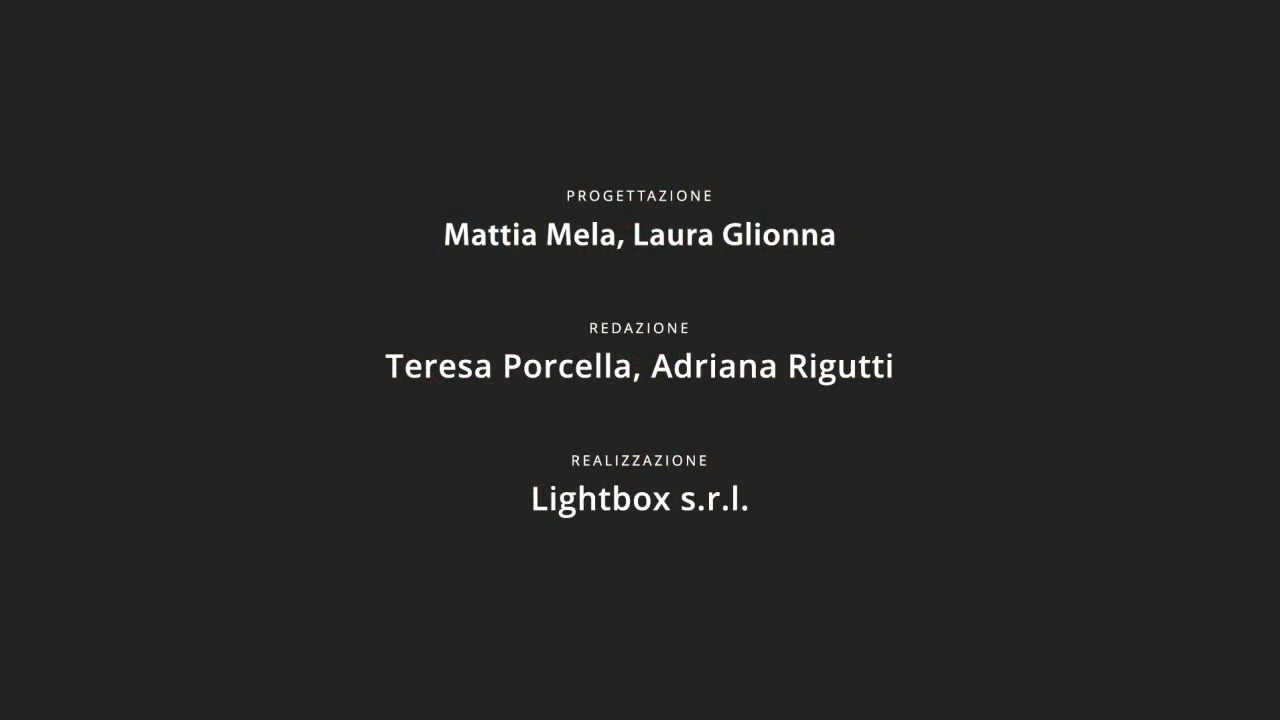 PROGETTAZIONE
Mattia Mela, Laura Glionna
REDAZIONE
Teresa Porcella, Adriana Rigutti
REALIZZAZIONE
Lightbox s.r.l.